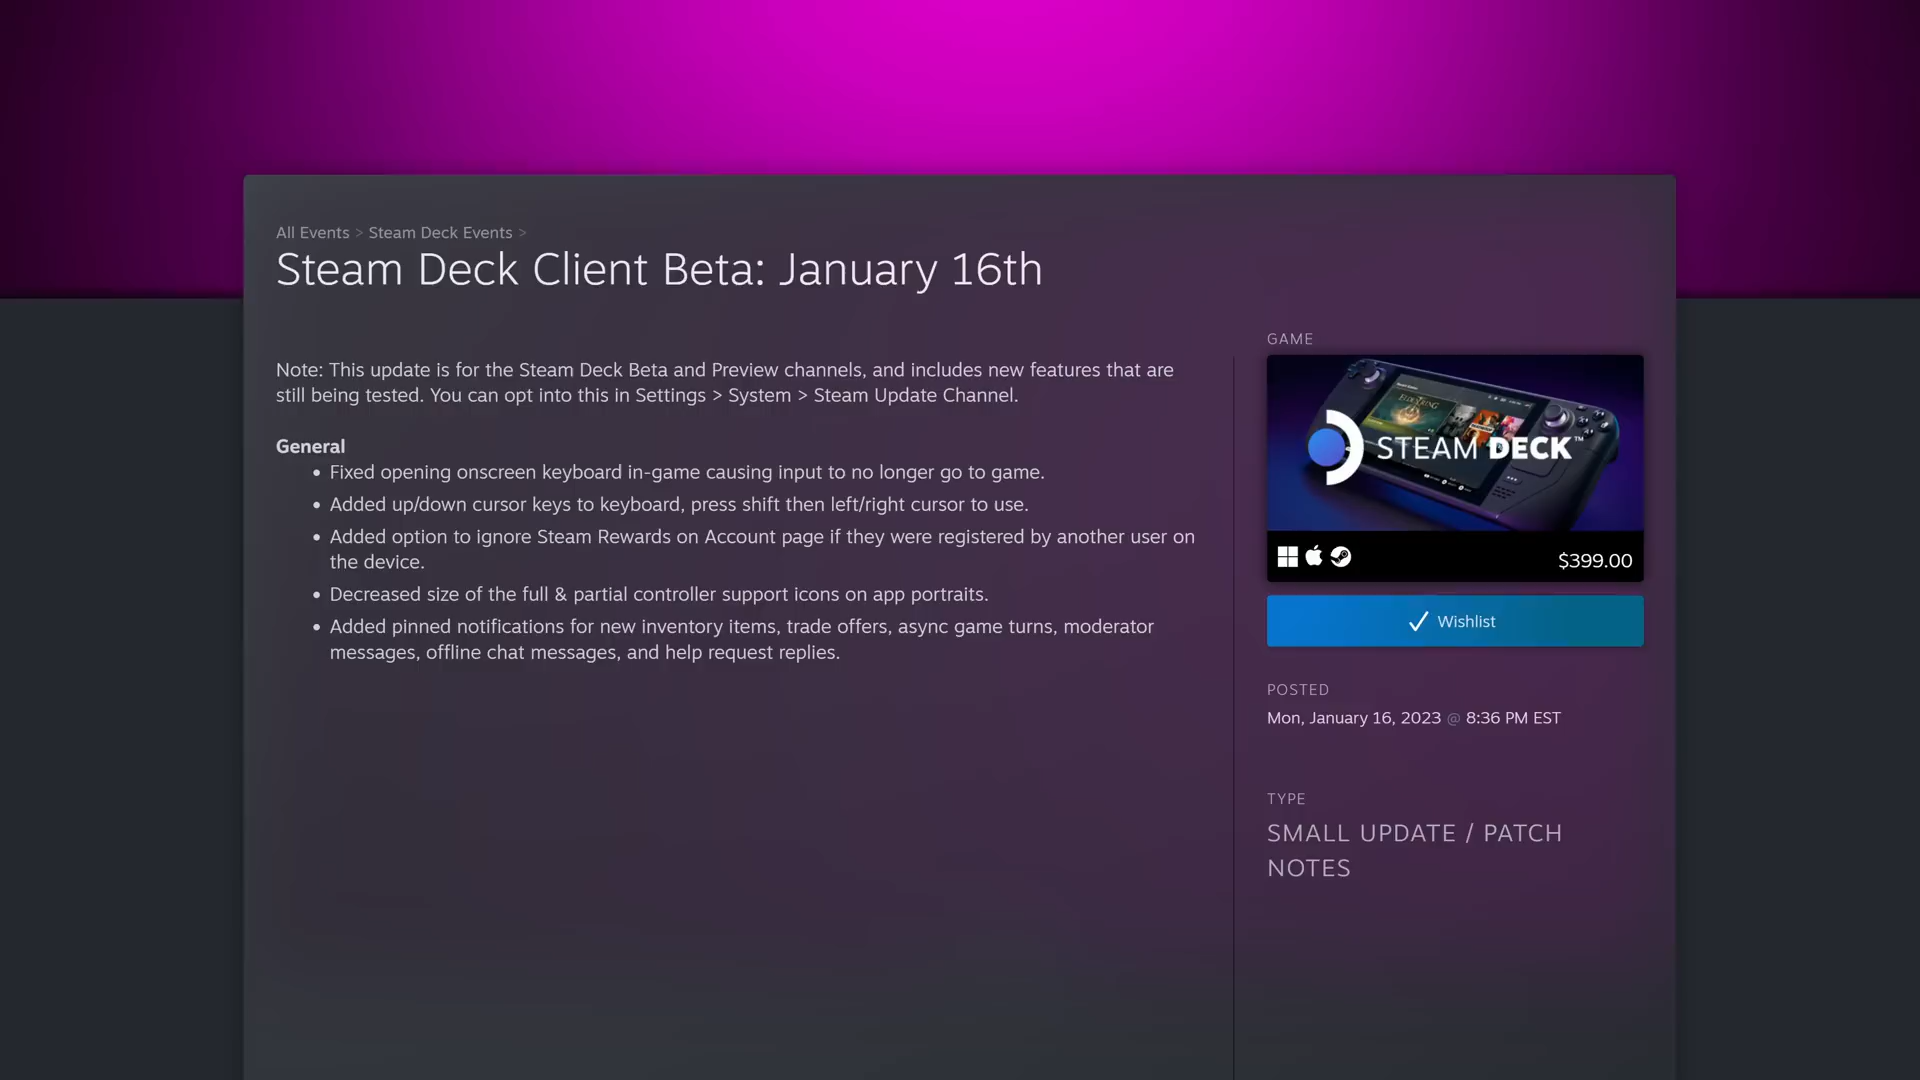 All Events > Steam Deck Events >
Steam Deck Client Beta: January 16th
Note: This update is for the Steam Deck Beta and Preview channels, and includes new features that are
still being tested. You can opt into this in Settings > System > Steam Update Channel.
General
• Fixed opening onscreen keyboard in-game causing input to no longer go to game.
• Added up/down cursor keys to keyboard, press shift then left/right cursor to use.
• Added option to ignore Steam Rewards on Account page if they were registered by another user on
the device.
• Decreased size of the full & partial controller support icons on app portraits.
• Added pinned notifications for new inventory items, trade offers, async game turns, moderator
messages, offline chat messages, and help request replies.
GAME
ELDEN RING
STEAM DECK™
$399.00
Wishlist
POSTED
Mon, January 16, 2023 @ 8:36 PM EST
TYPE
SMALL UPDATE / PATCH
NOTES